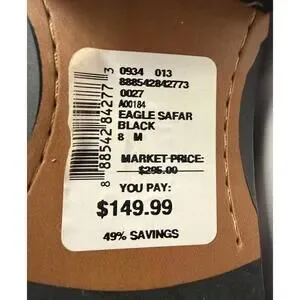 0934 013
888542842773
0027
A00184
EAGLE SAFAR
BLACK
8 M
MARKET PRICE:
$295.00
YOU PAY:
$149.99
49% SAVINGS
8 88542 84277 3